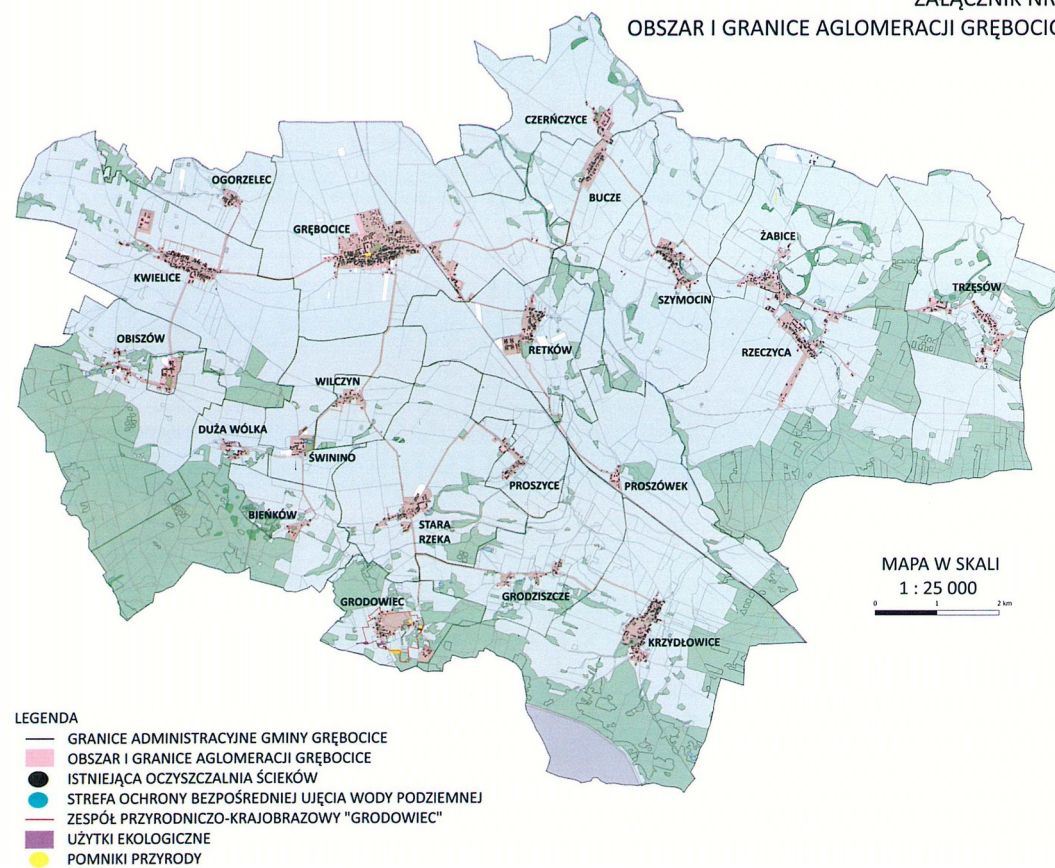 ZAŁĄCZNIK NR
OBSZAR I GRANICE AGLOMERACJI GRĘBOCIC
CZERŃCZYCE
OGORZELEC
BUCZE
GRĘBOCICE
ŻABICE
KWIELICE
TRZĘSÓW
SZYMOCIN
OBISZÓW
RETKÓW
RZECZYCA
WILCZYN
DUŻA WÓLKA
ŚWININO
PROSZYCE
PROSZÓWEK
BIEŃKÓW
STARA
RZEKA
MAPA W SKALI
1 : 25 000
0 1 2 km
GRODOWIEC
GRODZISZCZE
KRZYDŁOWICE
LEGENDA
GRANICE ADMINISTRACYJNE GMINY GRĘBOCICE
OBSZAR I GRANICE AGLOMERACJI GRĘBOCICE
ISTNIEJĄCA OCZYSZCZALNIA ŚCIEKÓW
STREFA OCHRONY BEZPOŚREDNIEJ UJĘCIA WODY PODZIEMNEJ
ZESPÓŁ PRZYRODNICZO-KRAJOBRAZOWY "GRODOWIEC"
UŻYTKI EKOLOGICZNE
POMNIKI PRZYRODY